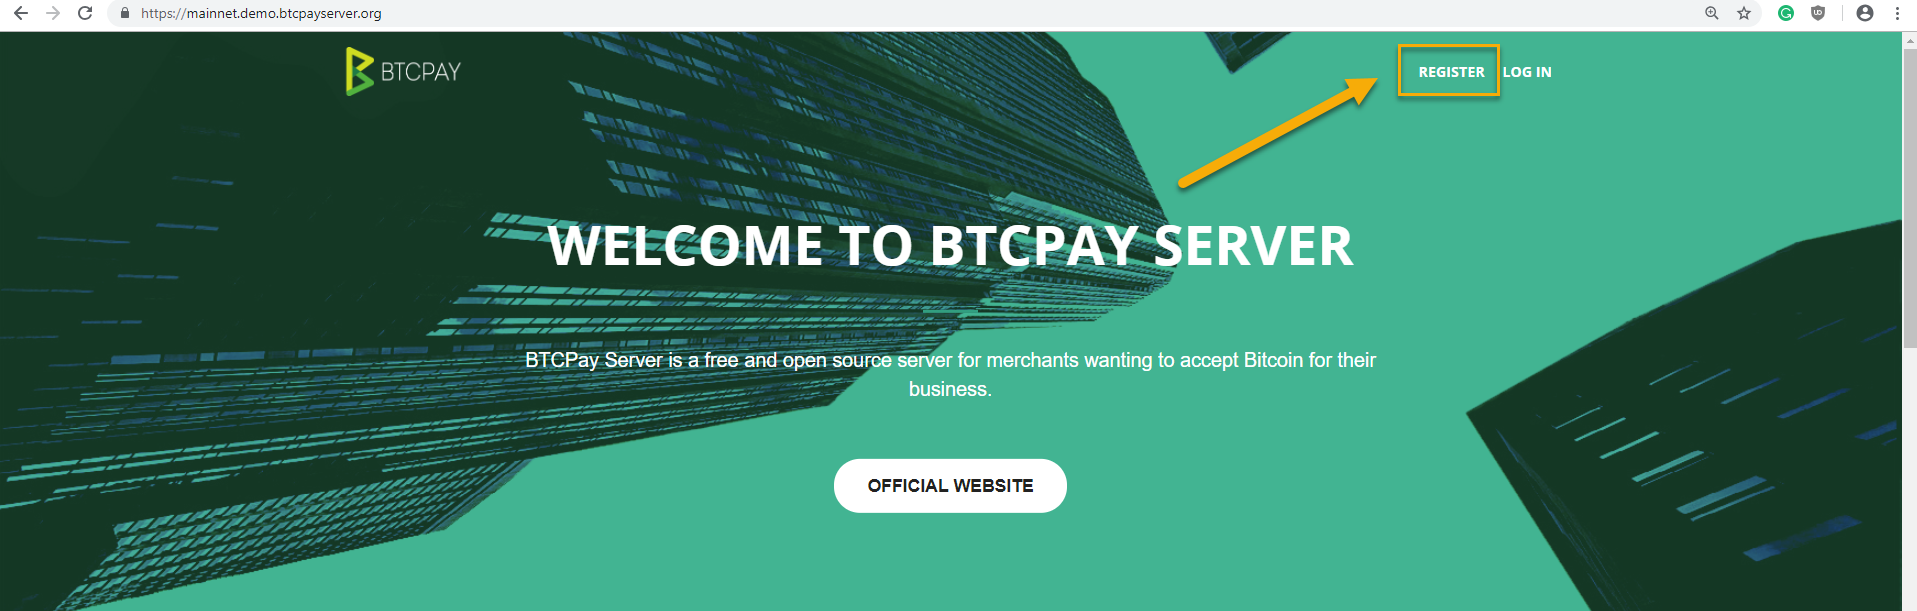 https://mainnet.demo.btcpayserver.org
BTCPAY
REGISTER LOG IN
WELCOME TO BTCPAY SERVER
BTCPay Server is a free and open source server for merchants wanting to accept Bitcoin for their
business.
OFFICIAL WEBSITE